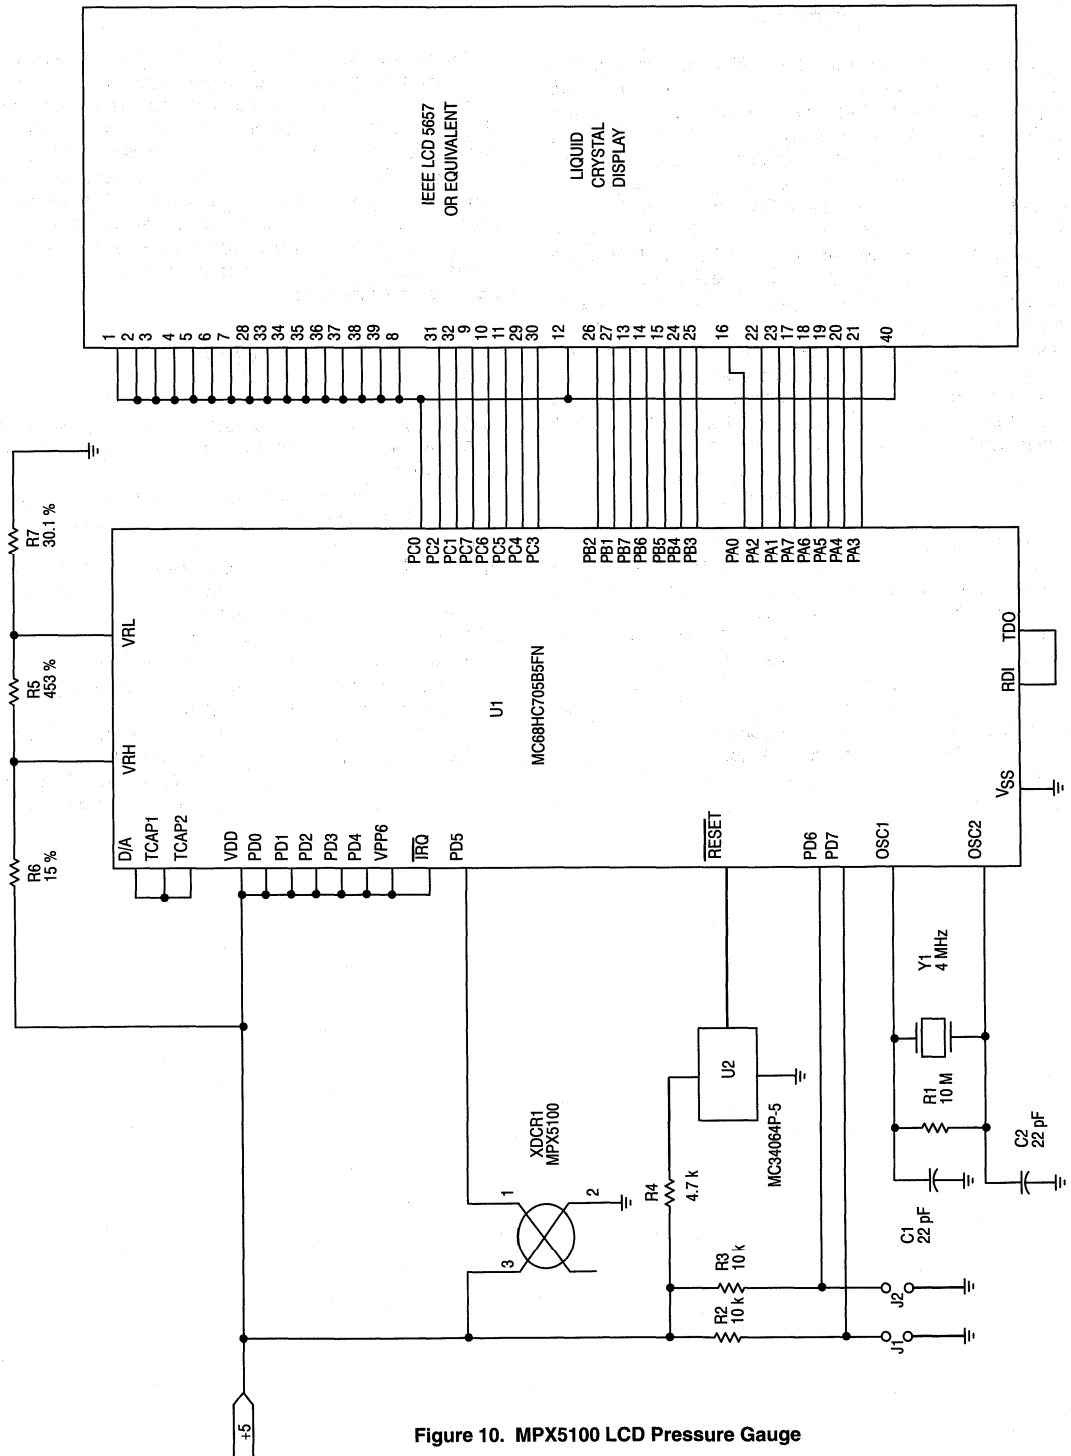 IEEE LCD 5657
OR EQUIVALENT
LIQUID
CRYSTAL
DISPLAY
1
2
3
4
5
6
7
28
33
34
35
36
37
38
39
8
31
32
9
10
11
29
30
12
26
27
13
14
15
24
25
16
22
23
17
18
19
20
21
40
R7
30.1 %
R5
453 %
R6
15 %
PC0
PC2
PC1
PC7
PC6
PC5
PC4
PC3
PB2
PB1
PB7
PB6
PB5
PB4
PB3
PA0
PA2
PA1
PA7
PA6
PA5
PA4
PA3
VRL
VRH
U1
MC68HC705B5FN
TDO
RDI
VSS
D/A
TCAP1
TCAP2
VDD
PD0
PD1
PD2
PD3
PD4
VPP6
IRQ
PD5
RESET
PD6
PD7
OSC1
OSC2
Y1
4 MHz
R1
10 M
C2
22 pF
C1
22 pF
U2
MC34064P-5
XDCR1
MPX5100
1
2
3
R4
4.7 k
R3
10 k
R2
10 k
J2
J1
+5
Figure 10. MPX5100 LCD Pressure Gauge